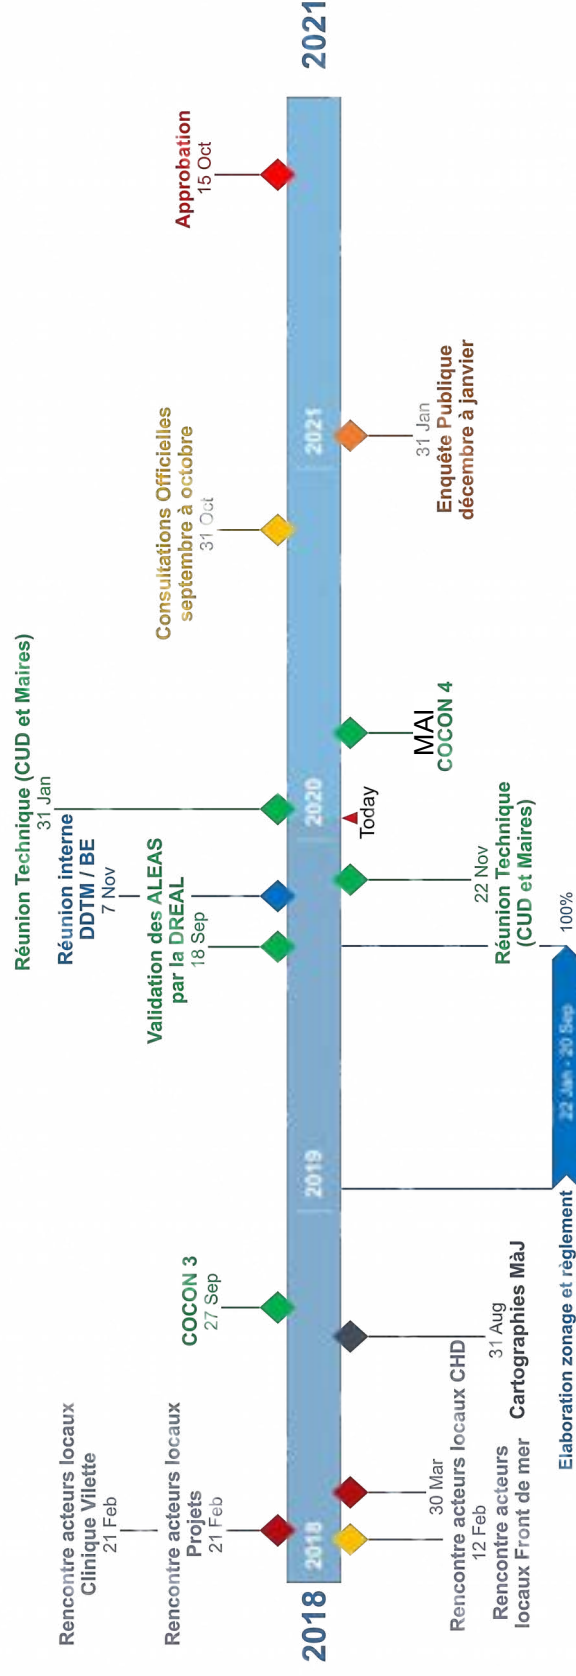 Rencontre acteurs locaux
Clinique Vilette
21 Feb
Rencontre acteurs locaux
Projets
21 Feb
COCON 3
27 Sep
Réunion Technique (CUD et Maires)
31 Jan
Réunion interne
DDTM / BE
7 Nov
Validation des ALEAS
par la DREAL
18 Sep
Consultations Officielles
septembre à octobre
31 Oct
Approbation
15 Oct
2018
2018
2019
2020
2021
2021
Today
30 Mar
Rencontre acteurs locaux CHD
12 Feb
Rencontre acteurs
locaux Front de mer
31 Aug
Cartographies MàJ
22 Nov
Réunion Technique
(CUD et Maires)
MAI
COCON 4
31 Jan
Enquête Publique
décembre à janvier
Elaboration zonage et règlement
22 Jan - 20 Sep
100%